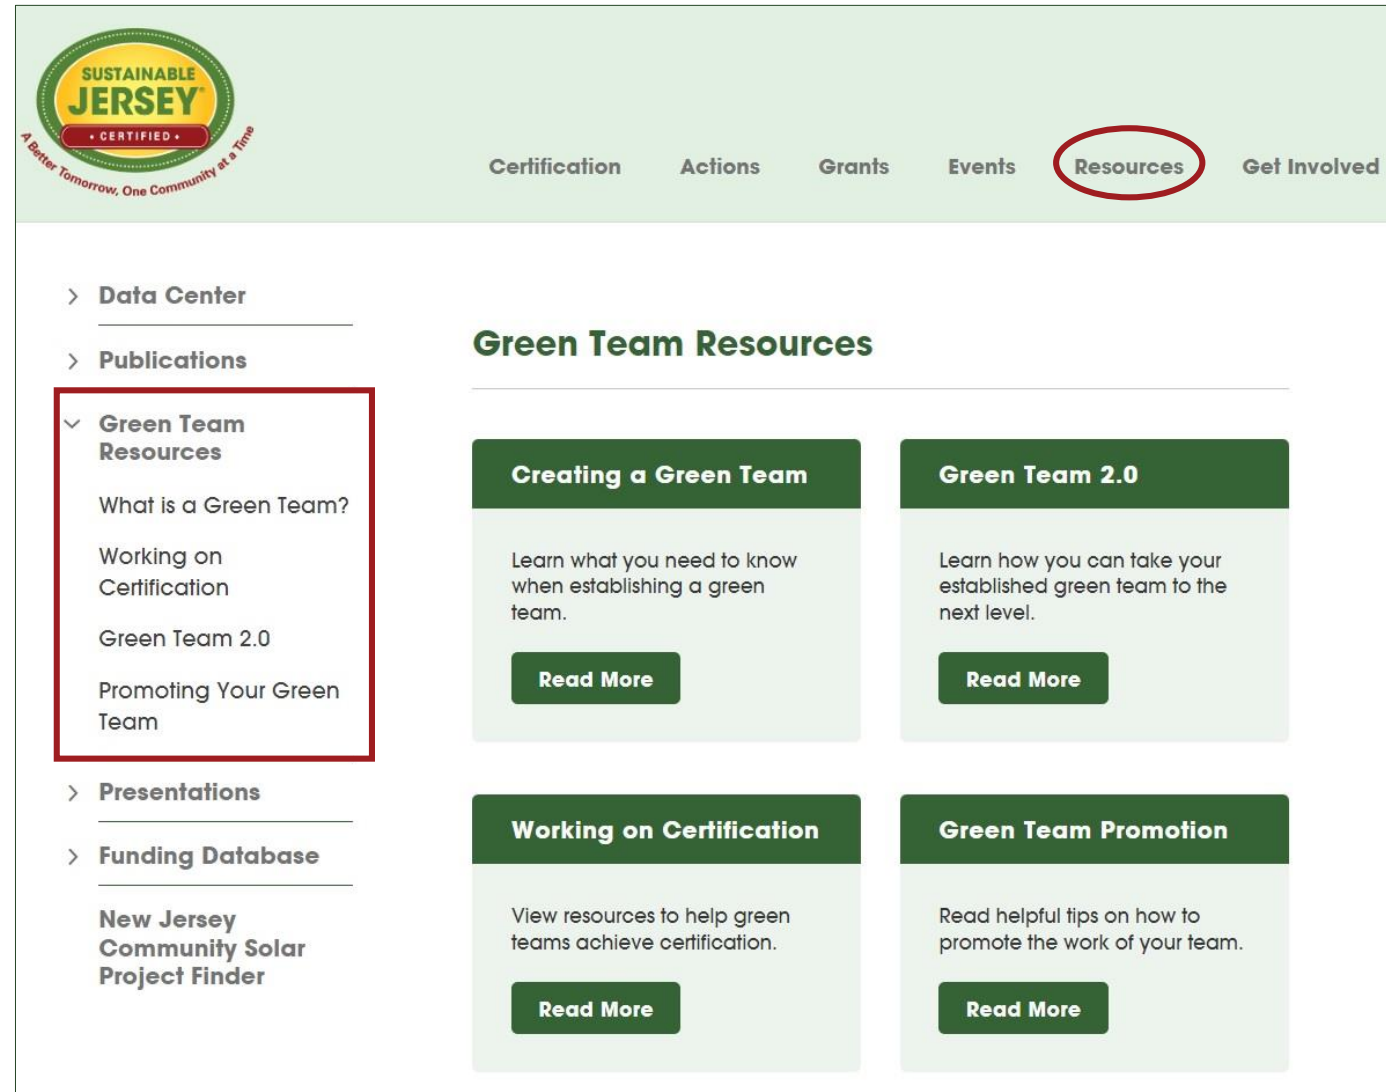 SUSTAINABLE
JERSEY
• CERTIFIED •
A Better Tomorrow, One Community at a Time
Certification
Actions
Grants
Events
Resources
Get Involved
Data Center
Publications
Green Team
Resources
What is a Green Team?
Working on
Certification
Green Team 2.0
Promoting Your Green
Team
Presentations
Funding Database
New Jersey
Community Solar
Project Finder
Green Team Resources
Creating a Green Team
Learn what you need to know
when establishing a green
team.
Read More
Green Team 2.0
Learn how you can take your
established green team to the
next level.
Read More
Working on Certification
View resources to help green
teams achieve certification.
Read More
Green Team Promotion
Read helpful tips on how to
promote the work of your team.
Read More